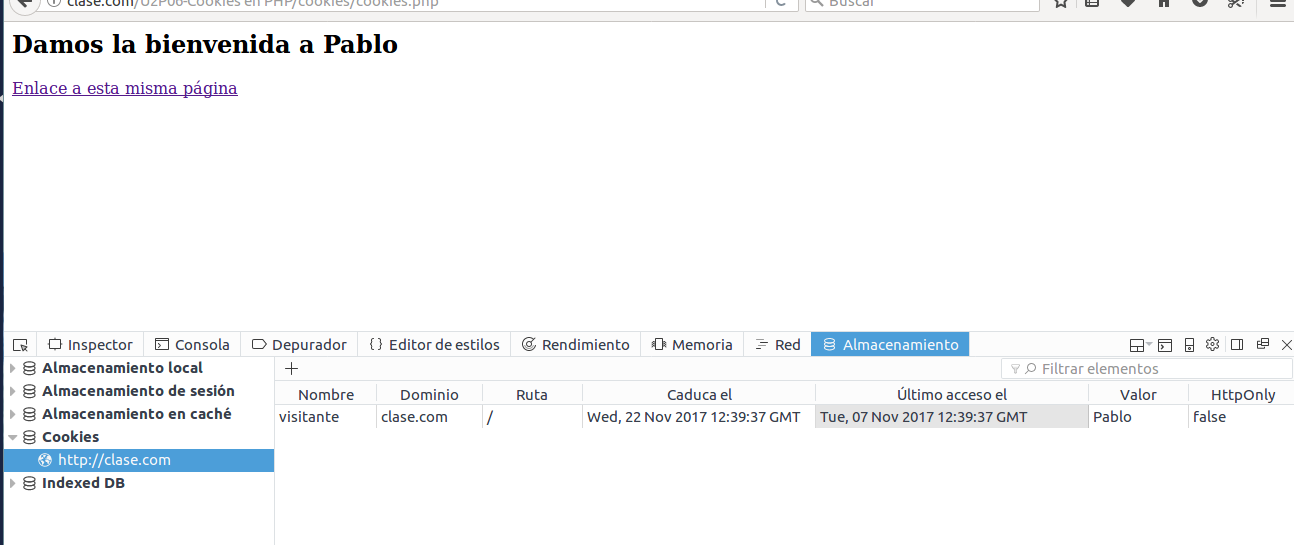 clase.com/U2P06-Cookies en PHP/cookies/cookies.php Buscar
Damos la bienvenida a Pablo
Enlace a esta misma página
Inspector Consola Depurador Editor de estilos Rendimiento Memoria Red Almacenamiento
Almacenamiento local
Almacenamiento de sesión
Almacenamiento en caché
Cookies
http://clase.com
Indexed DB
Filtrar elementos
Nombre Dominio Ruta Caduca el Último acceso el Valor HttpOnly
visitante clase.com / Wed, 22 Nov 2017 12:39:37 GMT Tue, 07 Nov 2017 12:39:37 GMT Pablo false